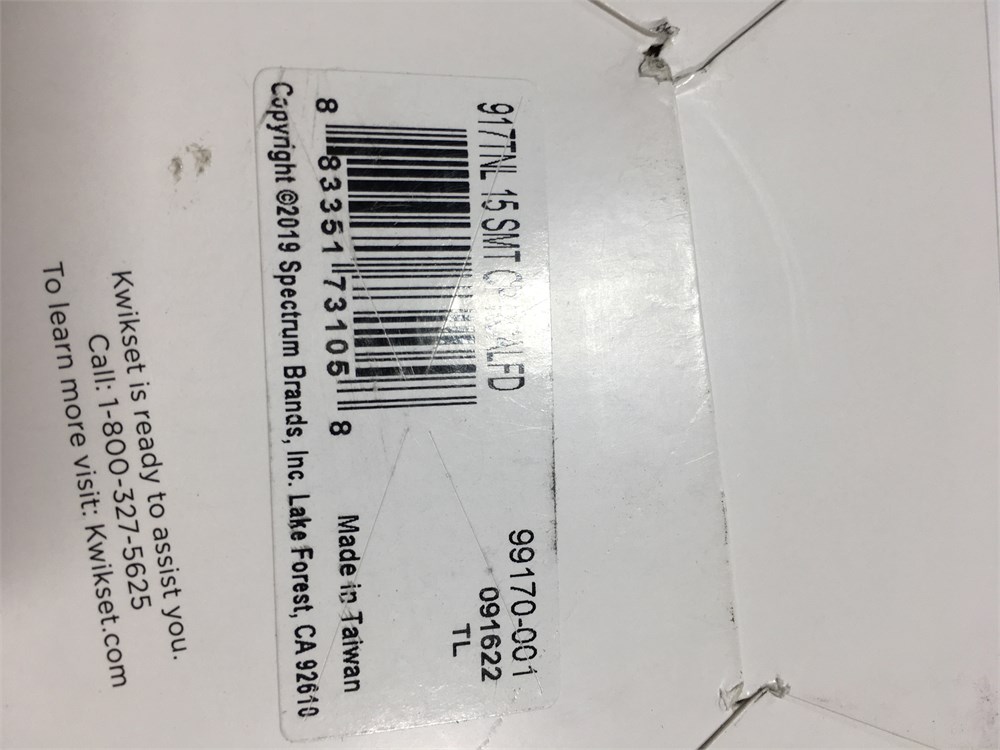 917TNL 15 SMT
99170-001
091622
TL
8 83351 73105 8
Made in Taiwan
Copyright ©2019 Spectrum Brands, Inc. Lake Forest, CA 92610
Kwikset is ready to assist you.
Call: 1-800-327-5625
To learn more visit: Kwikset.com